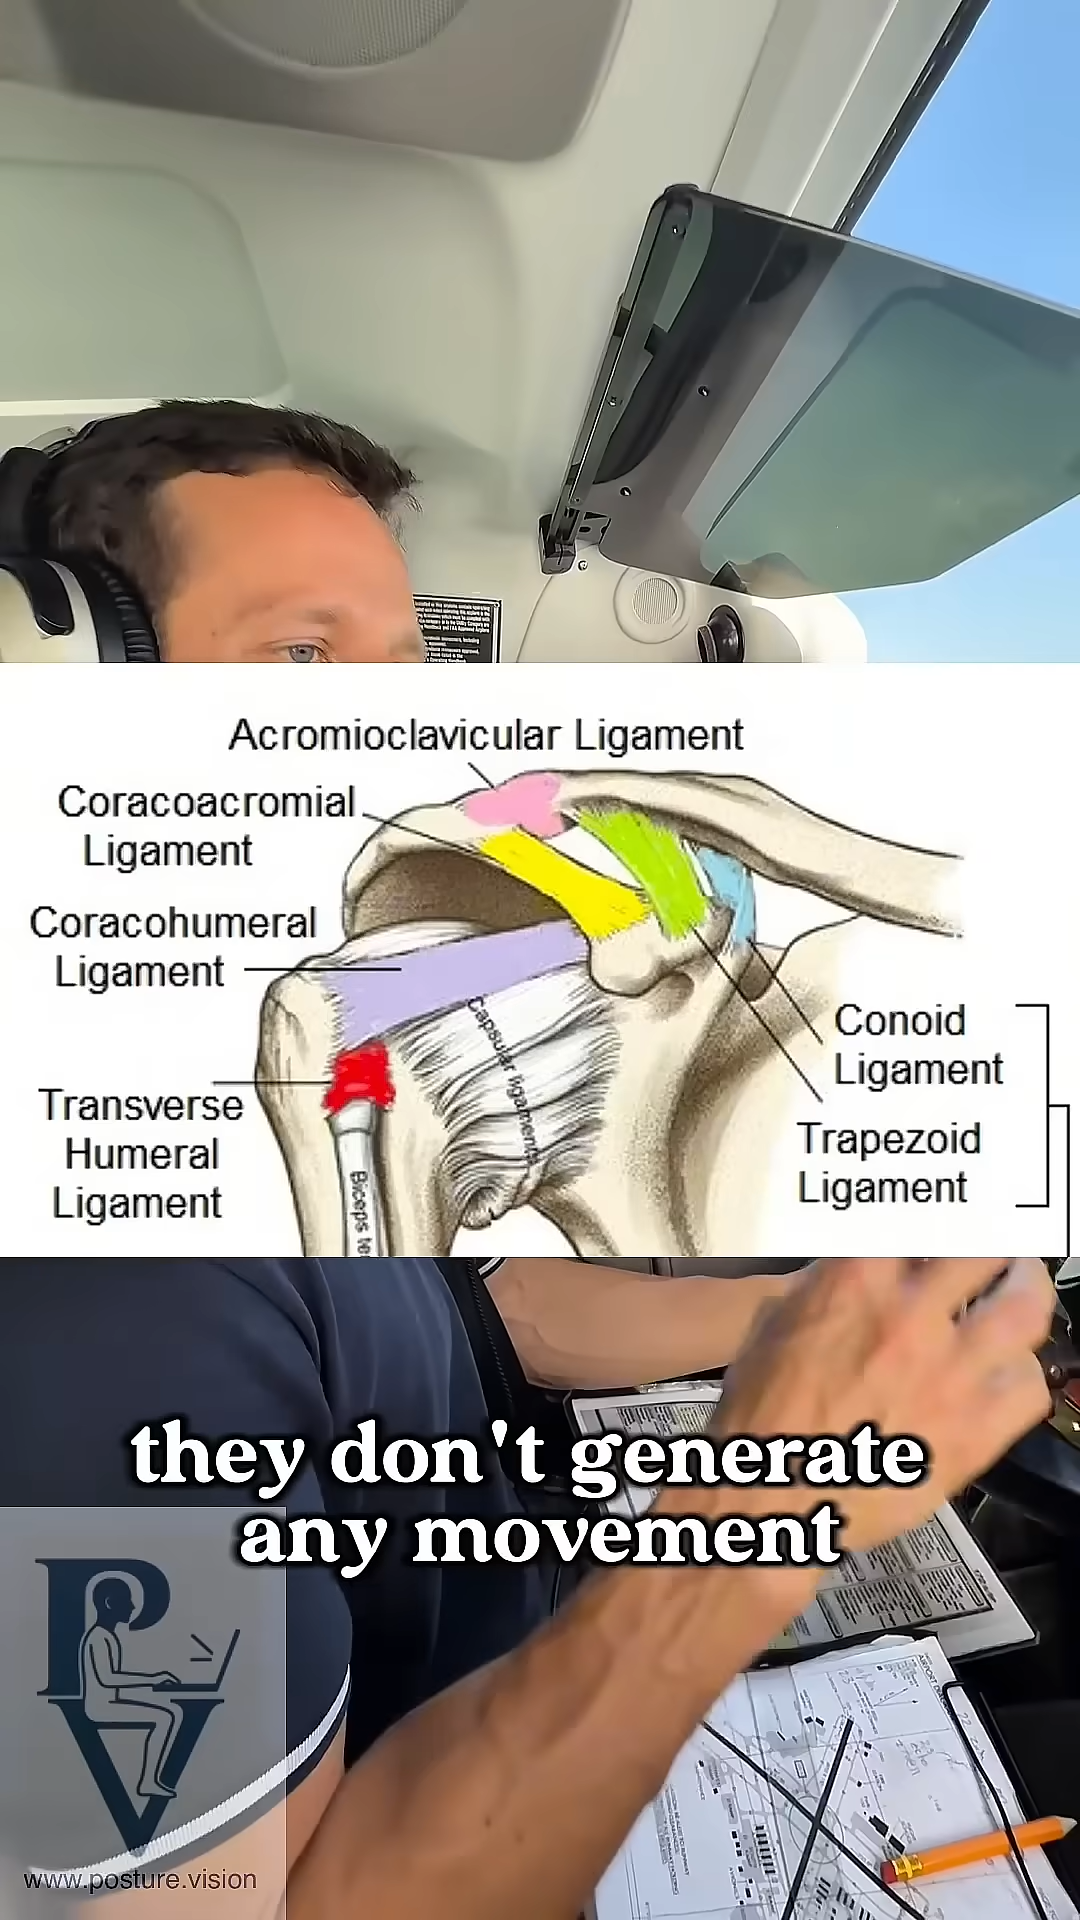 Acromioclavicular Ligament
Coracoacromial
Ligament
Coracohumeral
Ligament
Capsular ligaments
Conoid
Ligament
Transverse
Humeral
Ligament
Trapezoid
Ligament
Biceps
they don't generate
any movement
PV
www.posture.vision